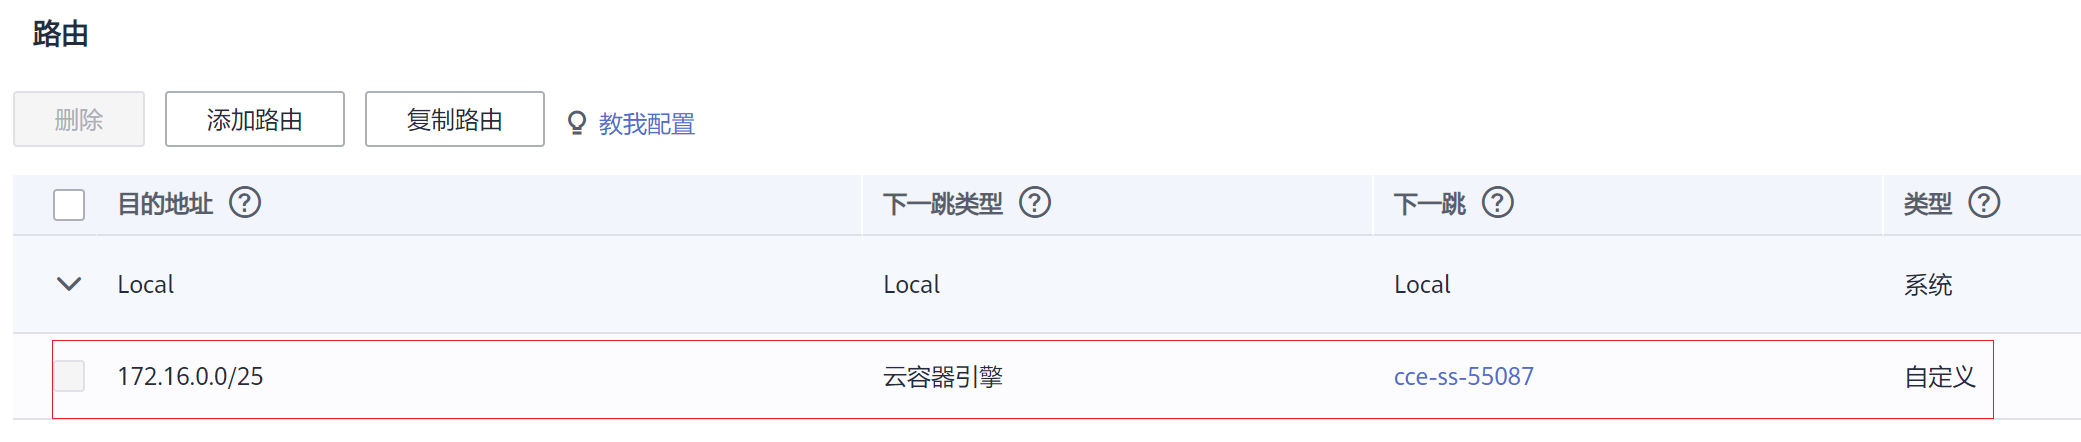 路由
删除 添加路由 复制路由 教我配置
目的地址 ? 下一跳类型 ? 下一跳 ? 类型 ?
Local Local Local 系统
172.16.0.0/25 云容器引擎 cce-ss-55087 自定义